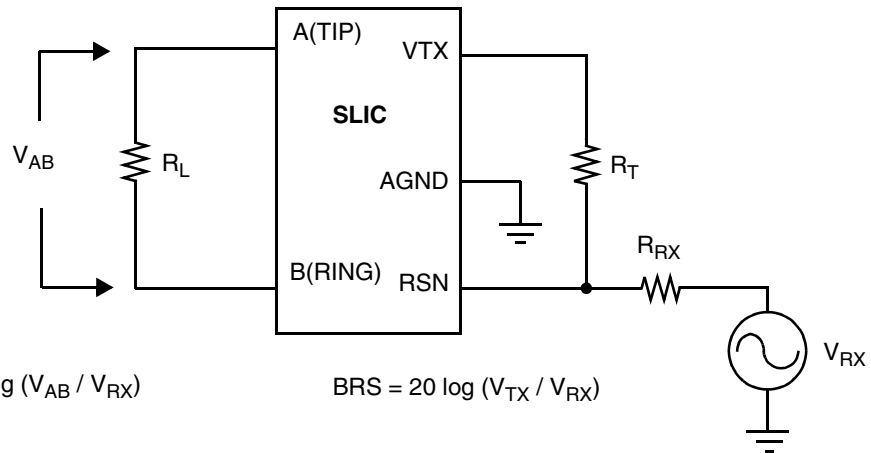 A(TIP)
VTX
SLIC
V_AB
R_L
R_T
AGND
R_RX
B(RING)
RSN
V_RX
g (V_AB / V_RX)
BRS = 20 log (V_TX / V_RX)